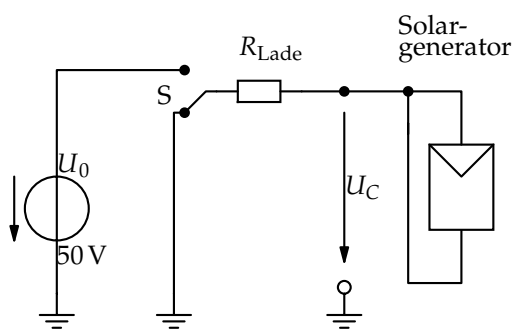 Solar-
generator
R_Lade
S
U_0
U_C
50 V